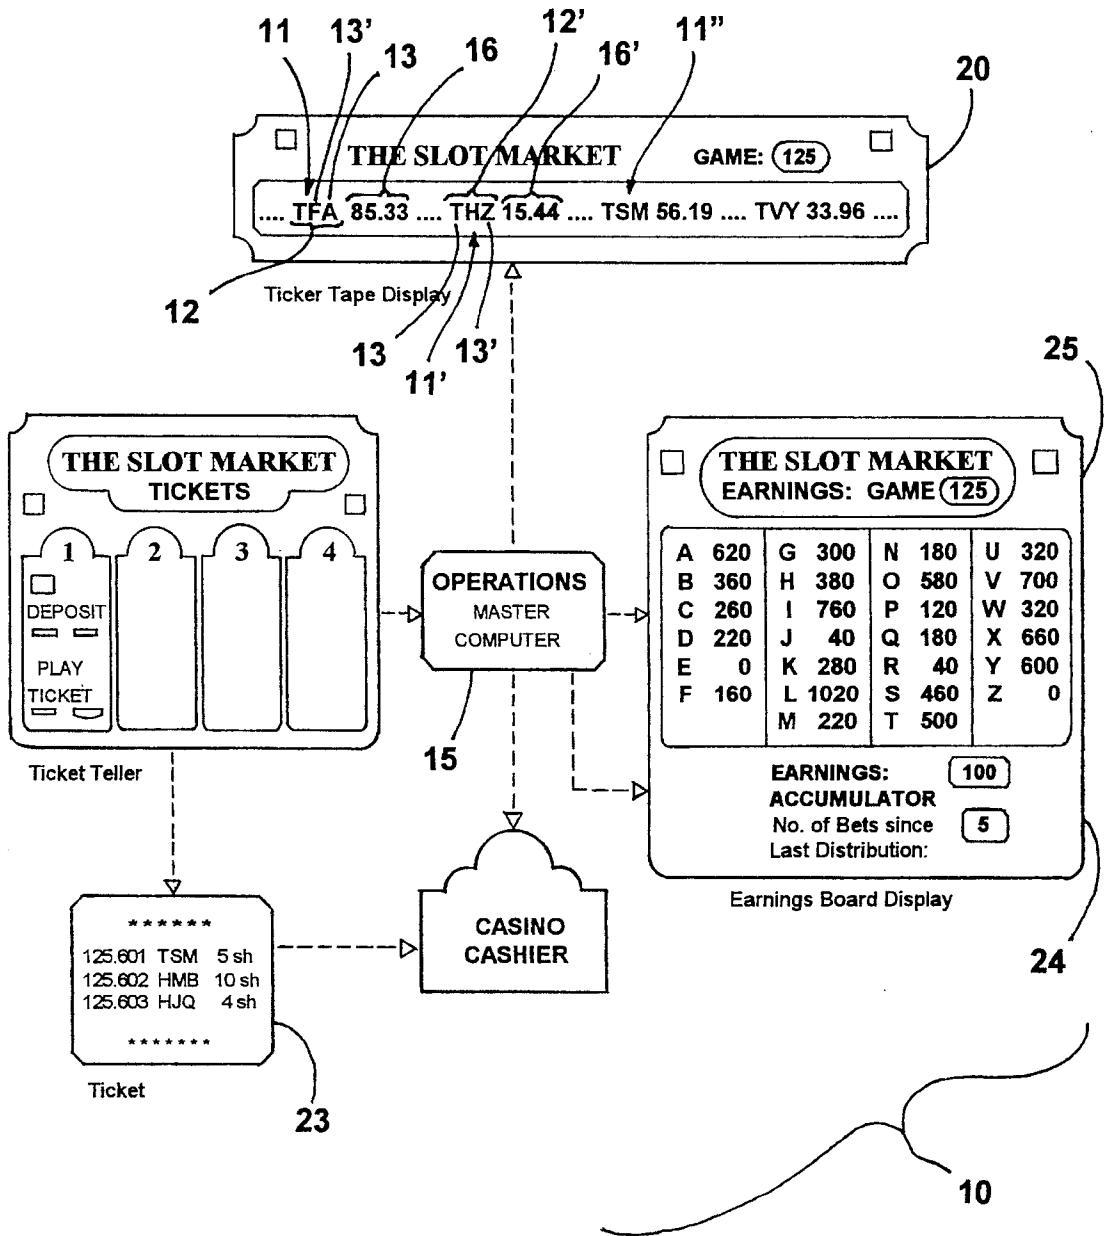 11 13' 13 16 12' 16' 11" 20
THE SLOT MARKET GAME: 125
.... TFA 85.33 .... THZ 15.44 .... TSM 56.19 .... TVY 33.96 ....
12 Ticker Tape Display
13 11' 13'
25
THE SLOT MARKET
TICKETS
1 2 3 4
DEPOSIT
PLAY
TICKET
Ticket Teller
OPERATIONS
MASTER
COMPUTER
15
THE SLOT MARKET
EARNINGS: GAME 125
A 620 G 300 N 180 U 320
B 360 H 380 O 580 V 700
C 260 I 760 P 120 W 320
D 220 J 40 Q 180 X 660
E 0 K 280 R 40 Y 600
F 160 L 1020 S 460 Z 0
M 220 T 500
EARNINGS: 100
ACCUMULATOR
No. of Bets since 5
Last Distribution:
Earnings Board Display
24
******
125.601 TSM 5 sh
125.602 HMB 10 sh
125.603 HJQ 4 sh
*******
Ticket
23
CASINO
CASHIER
10